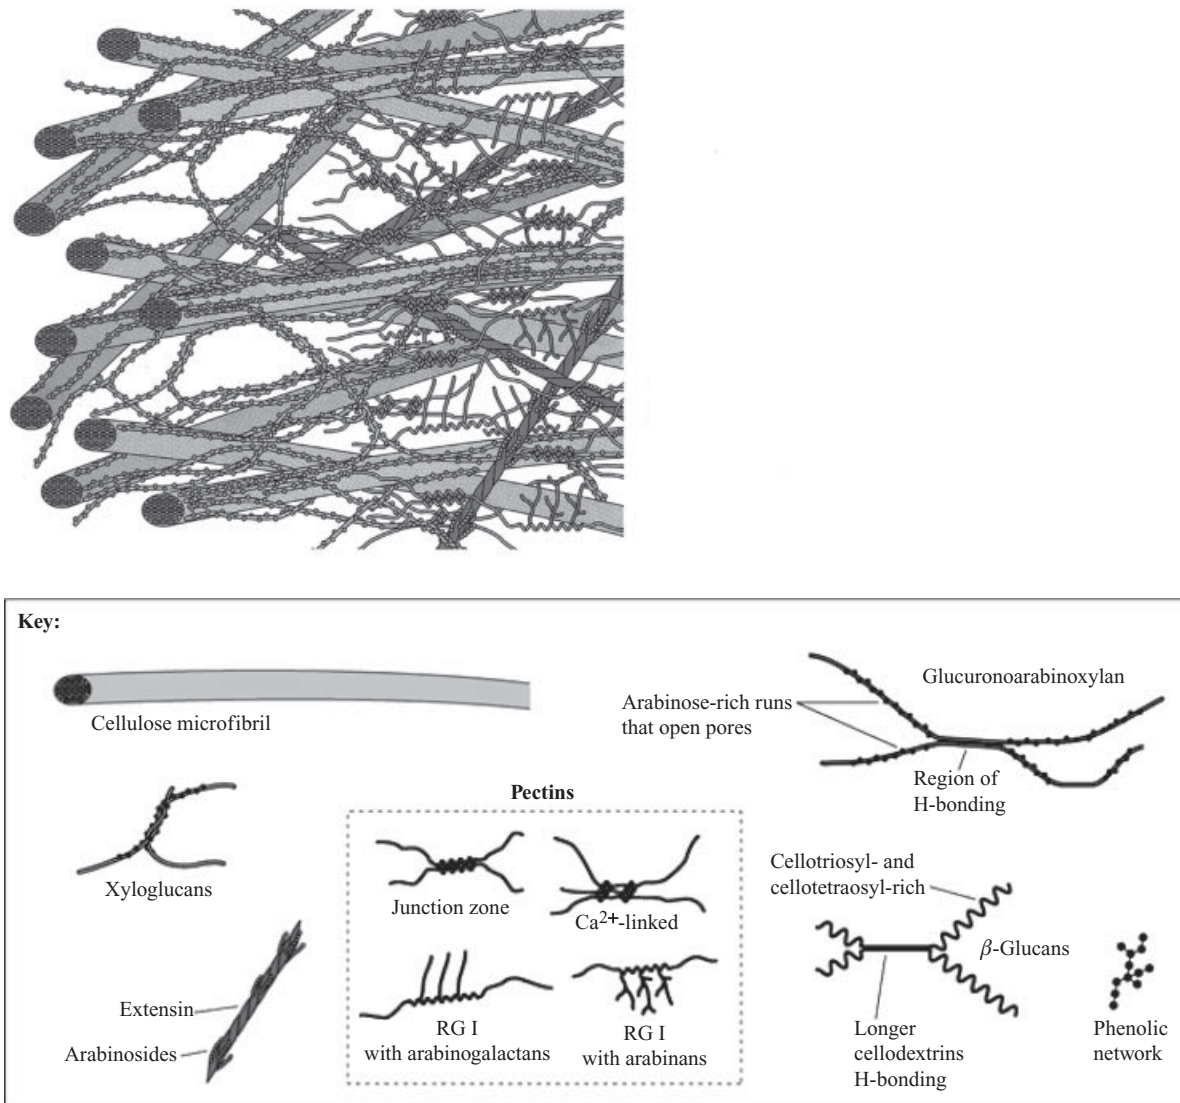 Key:
Cellulose microfibril
Arabinose-rich runs
that open pores
Glucuronoarabinoxylan
Region of
H-bonding
Xyloglucans
Pectins
Junction zone
Ca²⁺-linked
RG I
with arabinogalactans
RG I
with arabinans
Extensin
Arabinosides
Cellotriosyl- and
cellotetraosyl-rich
β-Glucans
Longer
cellodextrins
H-bonding
Phenolic
network